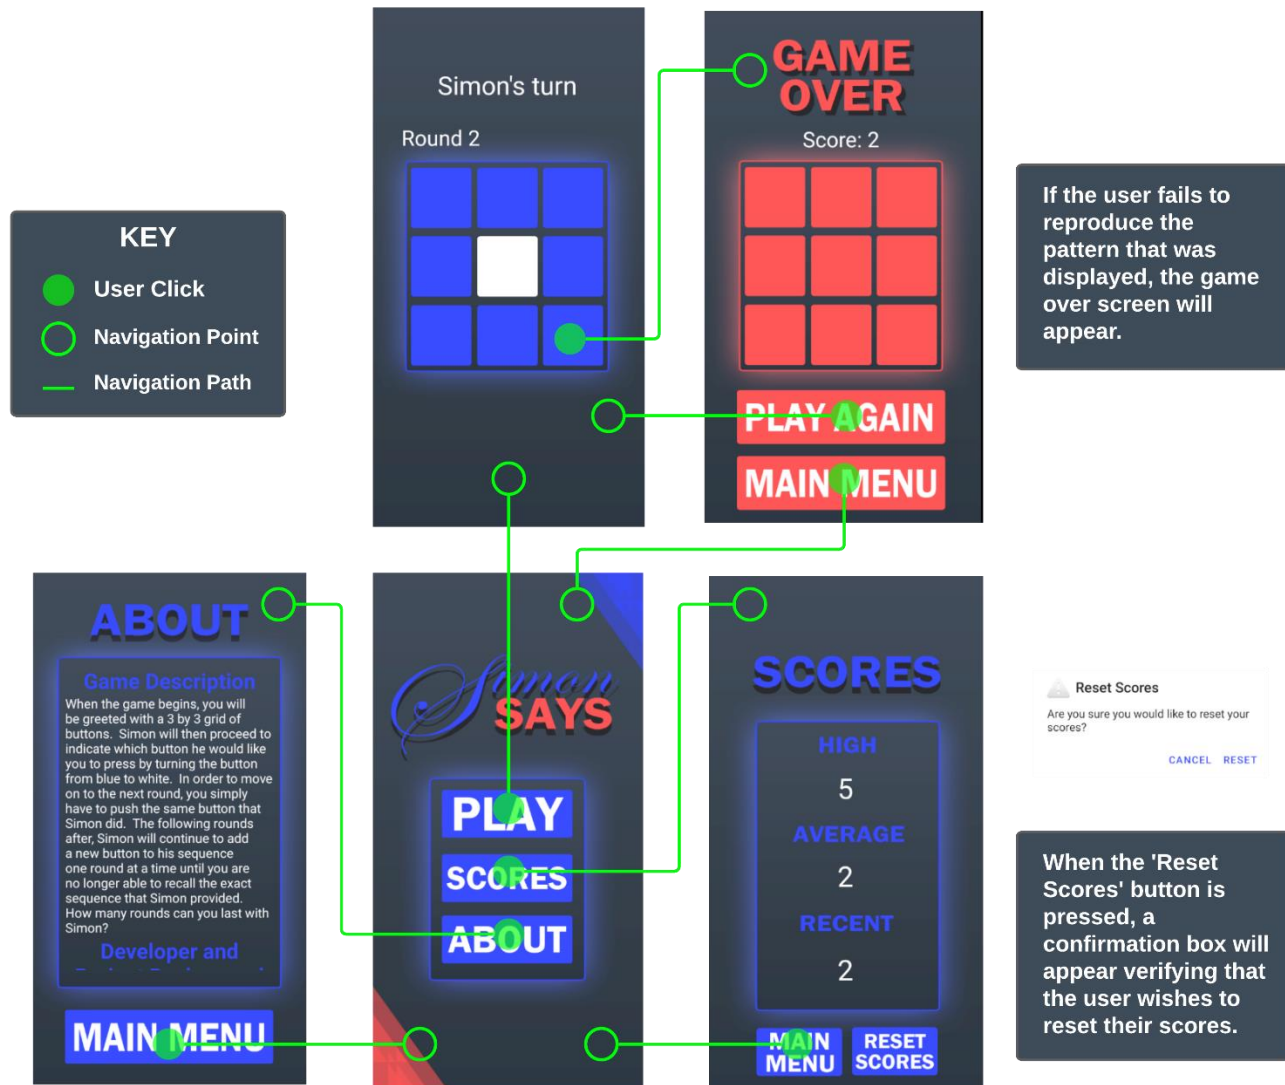 Simon's turn
Round 2
GAME
OVER
Score: 2
PLAY AGAIN
MAIN MENU
If the user fails to
reproduce the
pattern that was
displayed, the game
over screen will
appear.
KEY
User Click
Navigation Point
Navigation Path
ABOUT
Game Description
When the game begins, you will
be greeted with a 3 by 3 grid of
buttons. Simon will then proceed to
indicate which button he would like
you to press by turning the button
from blue to white. In order to move
on to the next round, you simply
have to push the same button that
Simon did. The following rounds
after, Simon will continue to add
a new button to his sequence
one round at a time until you are
no longer able to recall the exact
sequence that Simon provided.
How many rounds can you last with
Simon?
Developer and
MAIN MENU
Simon
SAYS
PLAY
SCORES
ABOUT
SCORES
HIGH
5
AVERAGE
2
RECENT
2
MAIN
MENU
RESET
SCORES
Reset Scores
Are you sure you would like to reset your
scores?
CANCEL RESET
When the 'Reset
Scores' button is
pressed, a
confirmation box will
appear verifying that
the user wishes to
reset their scores.